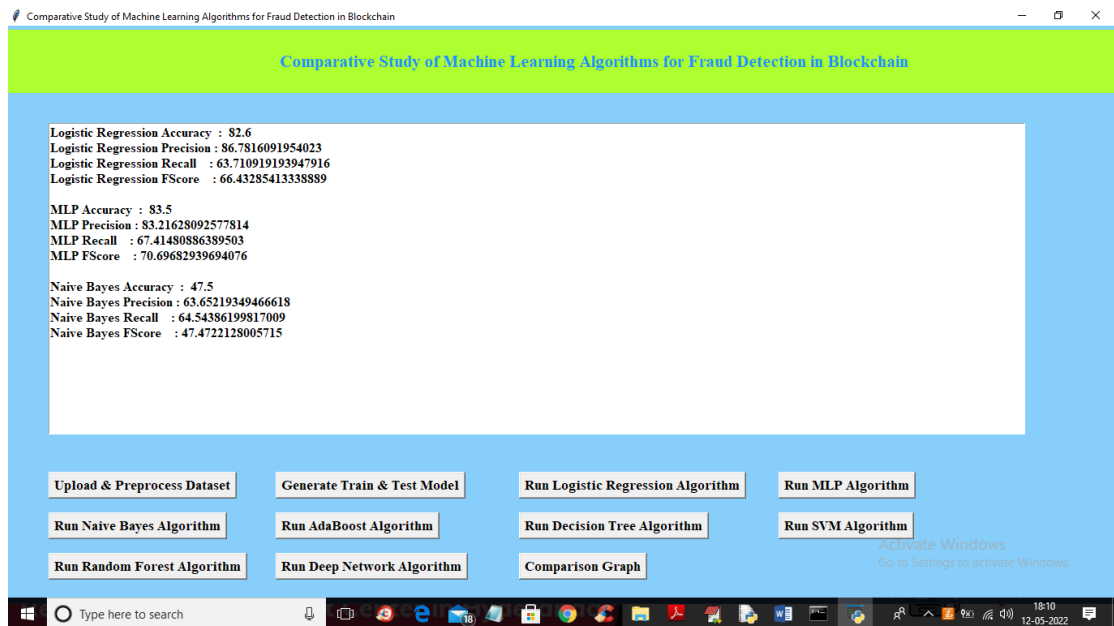 Comparative Study of Machine Learning Algorithms for Fraud Detection in Blockchain
Comparative Study of Machine Learning Algorithms for Fraud Detection in Blockchain
Logistic Regression Accuracy : 82.6
Logistic Regression Precision : 86.7816091954023
Logistic Regression Recall : 63.710919193947916
Logistic Regression FScore : 66.43285413338889
MLP Accuracy : 83.5
MLP Precision : 83.21628092577814
MLP Recall : 67.41480886389503
MLP FScore : 70.69682939694076
Naive Bayes Accuracy : 47.5
Naive Bayes Precision : 63.65219349466618
Naive Bayes Recall : 64.54386199817009
Naive Bayes FScore : 47.4722128005715
Upload & Preprocess Dataset Generate Train & Test Model Run Logistic Regression Algorithm Run MLP Algorithm
Run Naive Bayes Algorithm Run AdaBoost Algorithm Run Decision Tree Algorithm Run SVM Algorithm
Activate Windows
Go to Settings to activate Windows.
Run Random Forest Algorithm Run Deep Network Algorithm Comparison Graph
Type here to search
18
18:10
12-05-2022